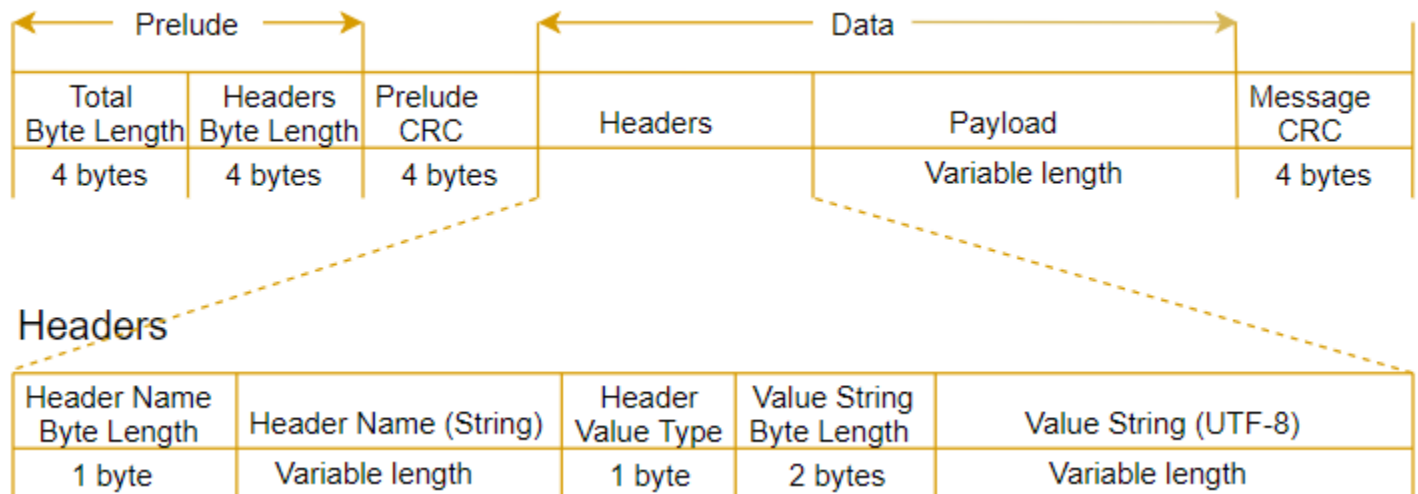 Prelude
Data
Total
Byte Length
Headers
Byte Length
Prelude
CRC
Headers
Payload
Message
CRC
4 bytes
4 bytes
4 bytes
Variable length
4 bytes
Headers
Header Name
Byte Length
Header Name (String)
Header
Value Type
Value String
Byte Length
Value String (UTF-8)
1 byte
Variable length
1 byte
2 bytes
Variable length